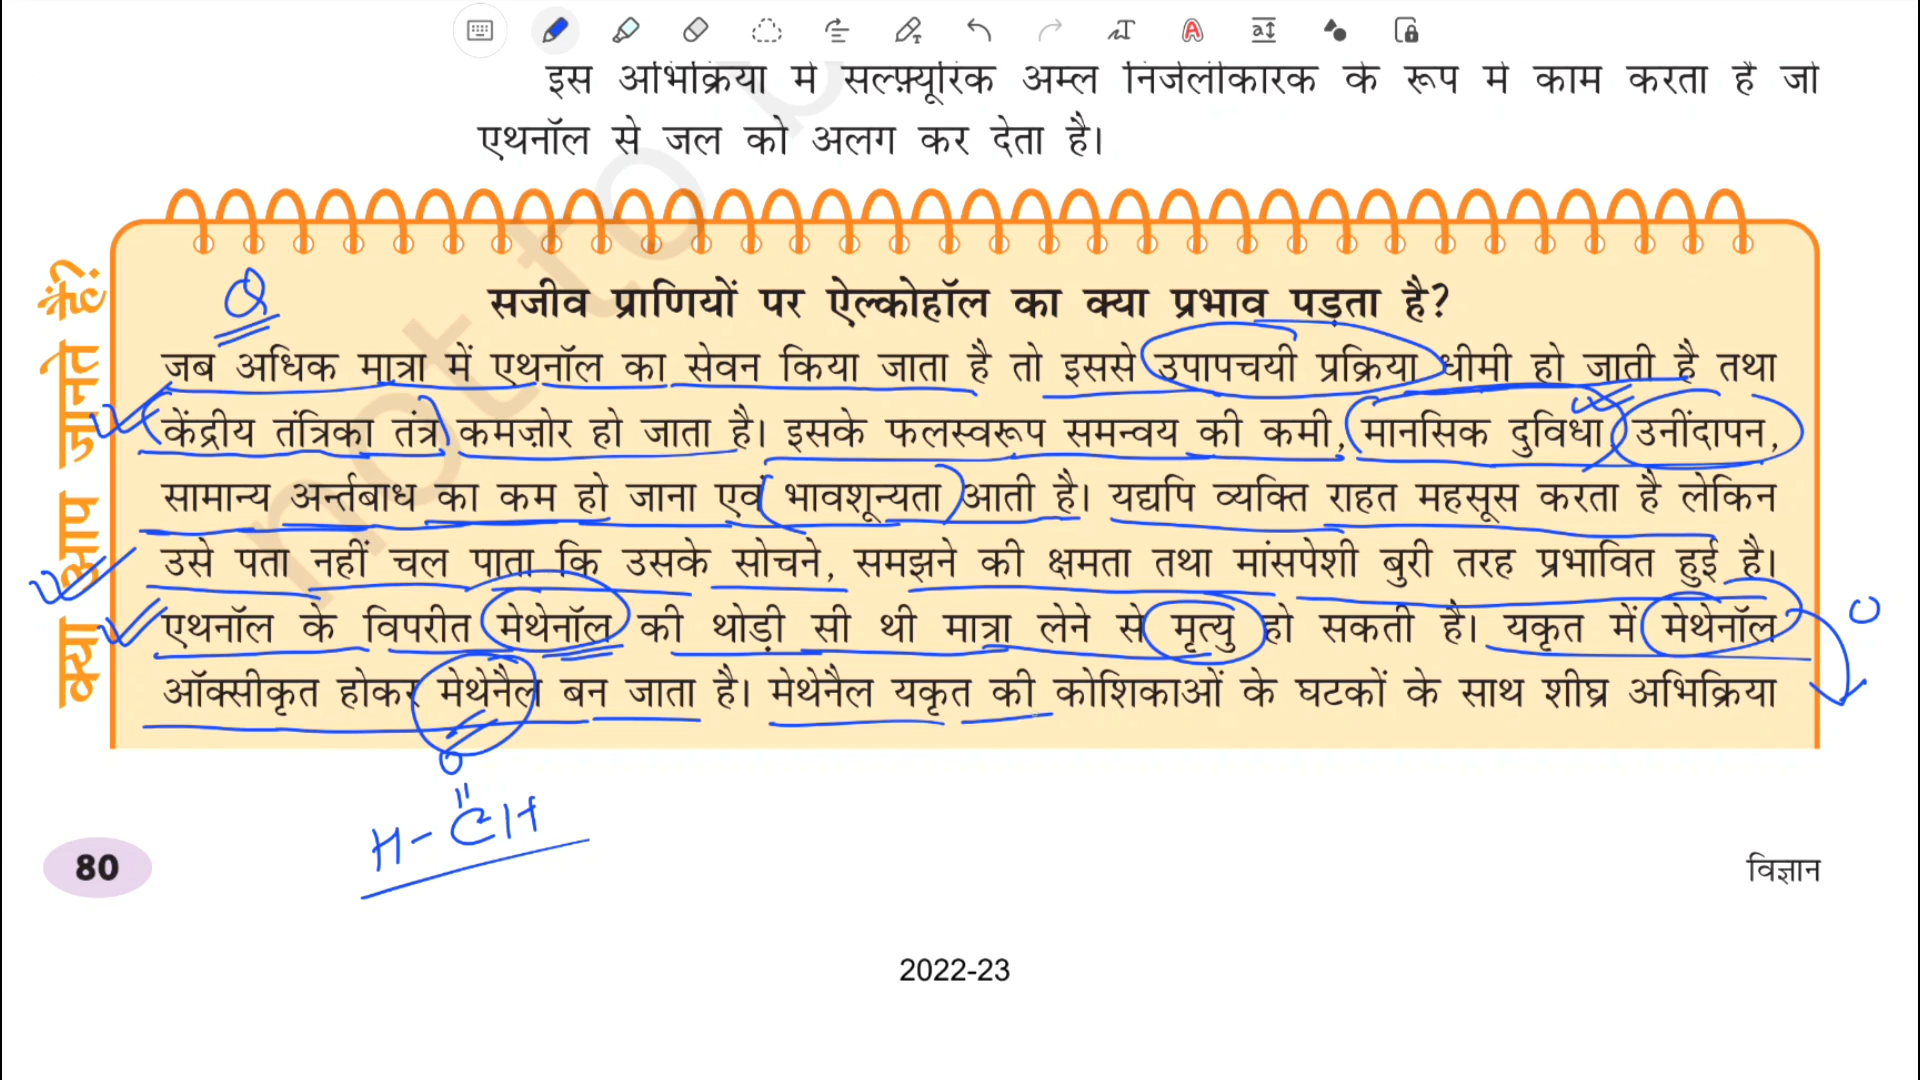 इस अभिक्रिया में सल्फ़्यूरिक अम्ल निर्जलीकारक के रूप में काम करता है जो
एथनॉल से जल को अलग कर देता है।
not to b
क्या आप जानते हैं?
Q
सजीव प्राणियों पर ऐल्कोहॉल का क्या प्रभाव पड़ता है?
जब अधिक मात्रा में एथनॉल का सेवन किया जाता है तो इससे उपापचयी प्रक्रिया धीमी हो जाती है तथा
केंद्रीय तंत्रिका तंत्र कमज़ोर हो जाता है। इसके फलस्वरूप समन्वय की कमी, मानसिक दुविधा, उनींदापन,
सामान्य अर्न्तबाध का कम हो जाना एवं भावशून्यता आती है। यद्यपि व्यक्ति राहत महसूस करता है लेकिन
उसे पता नहीं चल पाता कि उसके सोचने, समझने की क्षमता तथा मांसपेशी बुरी तरह प्रभावित हुई है।
एथनॉल के विपरीत मेथेनॉल की थोड़ी सी थी मात्रा लेने से मृत्यु हो सकती है। यकृत में मेथेनॉल
ऑक्सीकृत होकर मेथेनैल बन जाता है। मेथेनैल यकृत की कोशिकाओं के घटकों के साथ शीघ्र अभिक्रिया
O
H-C-H
80
विज्ञान
2022-23